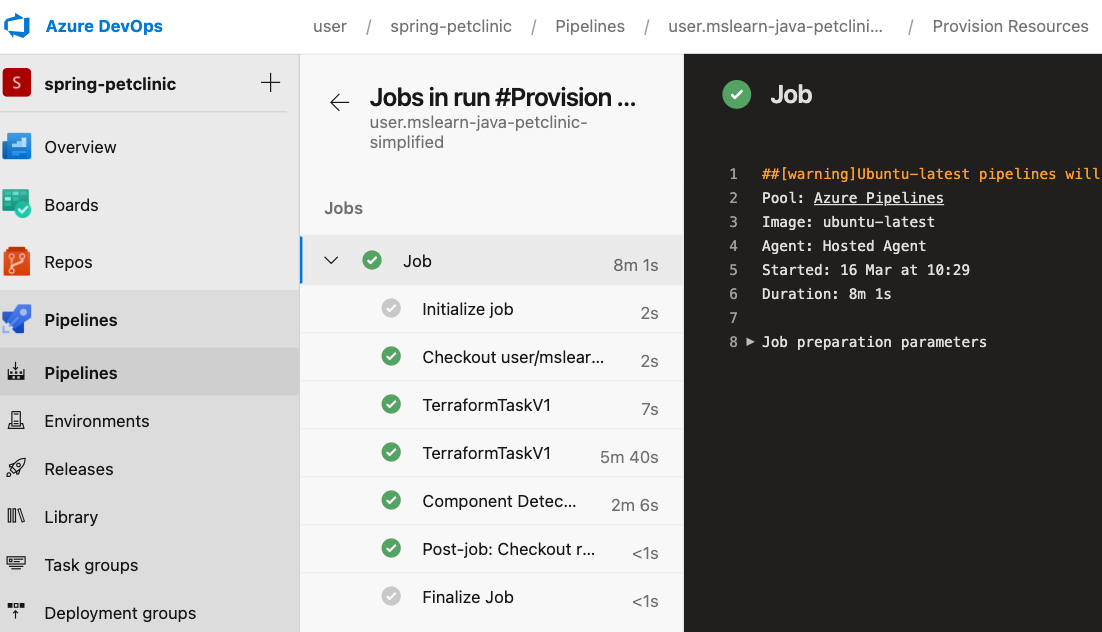 Azure DevOps
user / spring-petclinic / Pipelines / user.mslearn-java-petclini... / Provision Resources
S spring-petclinic
Overview
Boards
Repos
Pipelines
Pipelines
Environments
Releases
Library
Task groups
Deployment groups
Jobs in run #Provision ...
user.mslearn-java-petclinic-
simplified
Jobs
Job 8m 1s
Initialize job 2s
Checkout user/mslear... 2s
TerraformTaskV1 7s
TerraformTaskV1 5m 40s
Component Detec... 2m 6s
Post-job: Checkout r... <1s
Finalize Job <1s
Job
1 ##[warning]Ubuntu-latest pipelines will
2 Pool: Azure Pipelines
3 Image: ubuntu-latest
4 Agent: Hosted Agent
5 Started: 16 Mar at 10:29
6 Duration: 8m 1s
7
8 Job preparation parameters